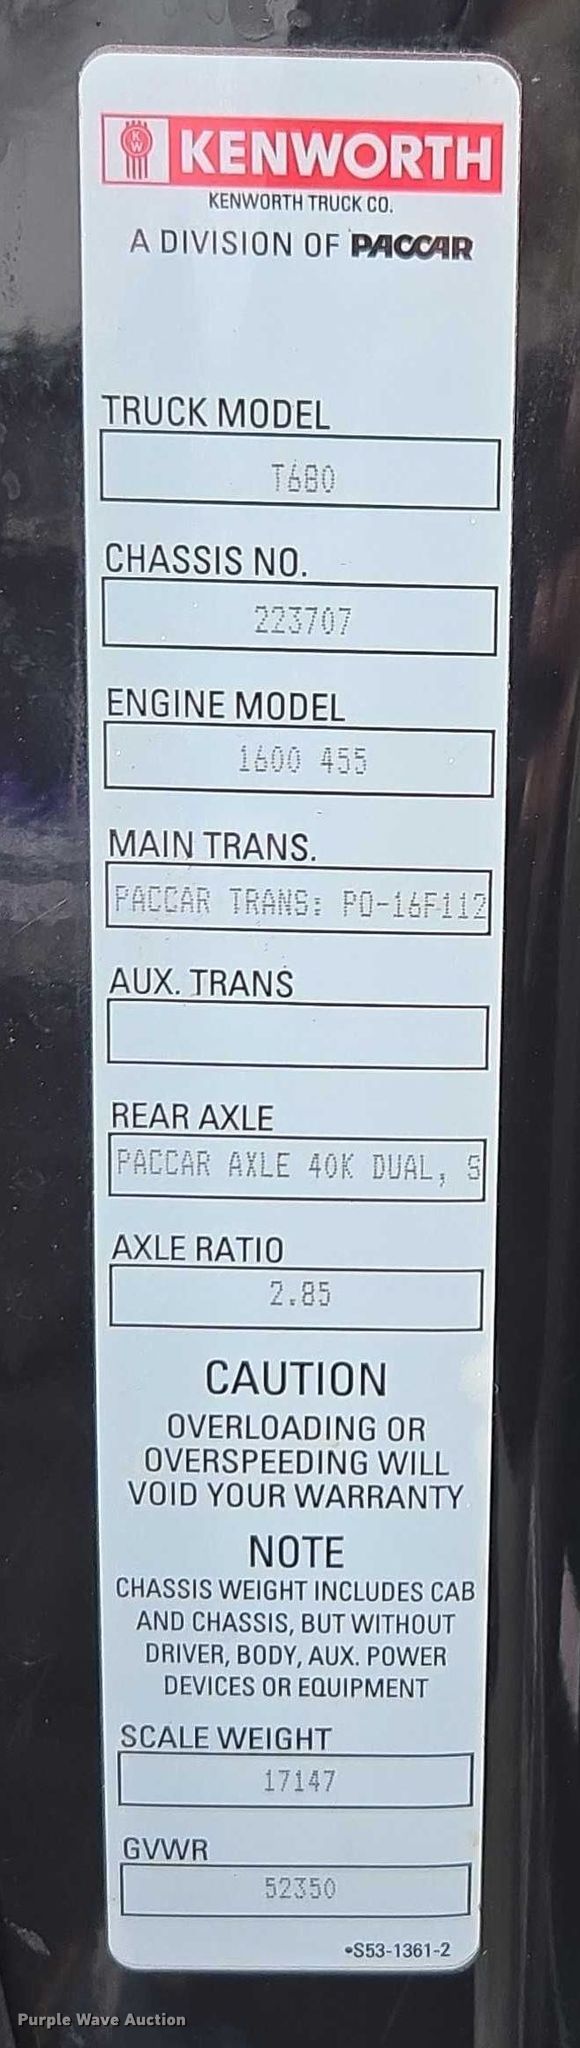 KW
KENWORTH
KENWORTH TRUCK CO.
A DIVISION OF PACCAR
TRUCK MODEL
T680
CHASSIS NO.
223707
ENGINE MODEL
1600 455
MAIN TRANS.
PACCAR TRANS: PO-16F112
AUX. TRANS
REAR AXLE
PACCAR AXLE 40K DUAL, S
AXLE RATIO
2.85
CAUTION
OVERLOADING OR
OVERSPEEDING WILL
VOID YOUR WARRANTY
NOTE
CHASSIS WEIGHT INCLUDES CAB
AND CHASSIS, BUT WITHOUT
DRIVER, BODY, AUX. POWER
DEVICES OR EQUIPMENT
SCALE WEIGHT
17147
GVWR
52350
•S53-1361-2
Purple Wave Auction